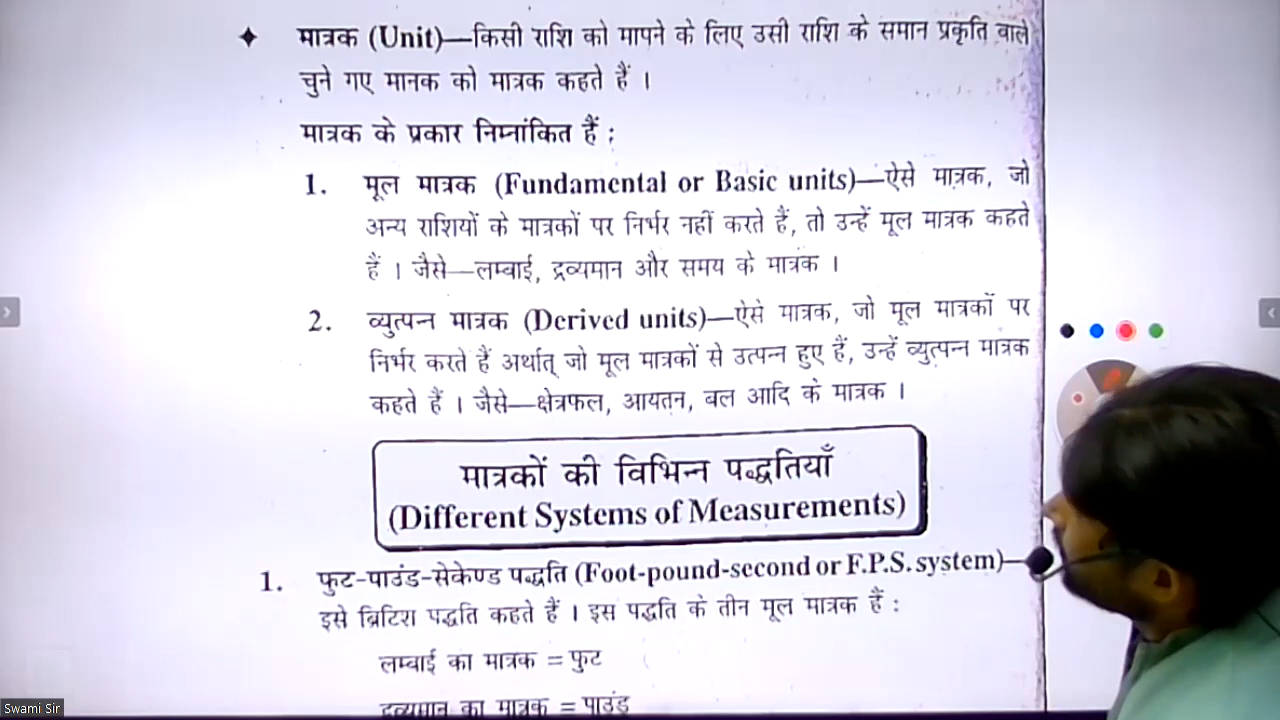 ✦ मात्रक (Unit)—किसी राशि को मापने के लिए उसी राशि के समान प्रकृति वाले
चुने गए मानक को मात्रक कहते हैं ।
मात्रक के प्रकार निम्नांकित हैं :
1. मूल मात्रक (Fundamental or Basic units)—ऐसे मात्रक, जो
अन्य राशियों के मात्रकों पर निर्भर नहीं करते हैं, तो उन्हें मूल मात्रक कहते
हैं । जैसे—लम्बाई, द्रव्यमान और समय के मात्रक ।
2. व्युत्पन्न मात्रक (Derived units)—ऐसे मात्रक, जो मूल मात्रकों पर
निर्भर करते हैं अर्थात् जो मूल मात्रकों से उत्पन्न हुए हैं, उन्हें व्युत्पन्न मात्रक
कहते हैं । जैसे—क्षेत्रफल, आयतन, बल आदि के मात्रक ।
मात्रकों की विभिन्न पद्धतियाँ
(Different Systems of Measurements)
1. फुट-पाउंड-सेकेण्ड पद्धति (Foot-pound-second or F.P.S. system)—
इसे ब्रिटिश पद्धति कहते हैं । इस पद्धति के तीन मूल मात्रक हैं :
लम्बाई का मात्रक = फुट
द्रव्यमान का मात्रक = पाउंड
Swami Sir